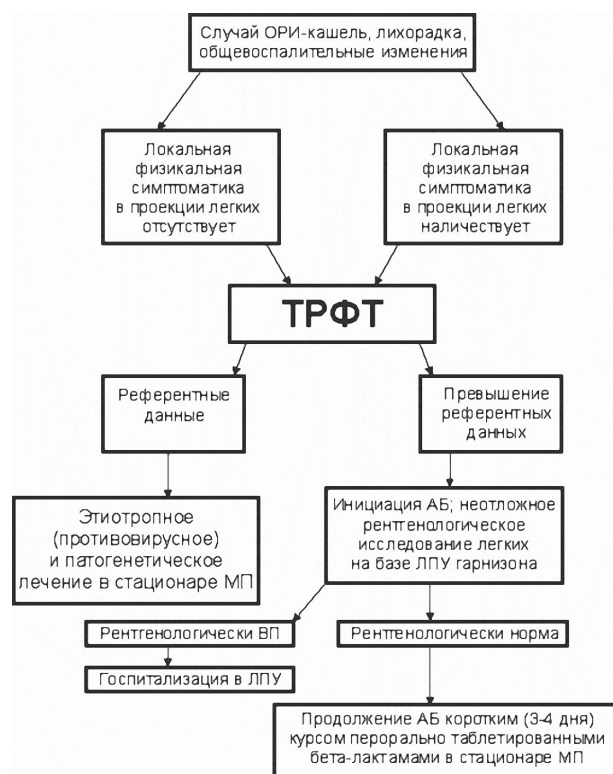 Случай ОРИ-кашель, лихорадка,
общевоспалительные изменения
Локальная
физикальная
симптоматика
в проекции легких
отсутствует
Локальная
физикальная
симптоматика
в проекции легких
наличествует
ТРФТ
Референтные
данные
Превышение
референтных
данных
Этиотропное
(противовирусное)
и патогенетическое
лечение в стационаре МП
Инициация АБ; неотложное
рентгенологическое
исследование легких
на базе ЛПУ гарнизона
Рентгенологически ВП
Рентгенологически норма
Госпитализация в ЛПУ
Продолжение АБ коротким (3-4 дня)
курсом перорально таблетированными
бета-лактамами в стационаре МП